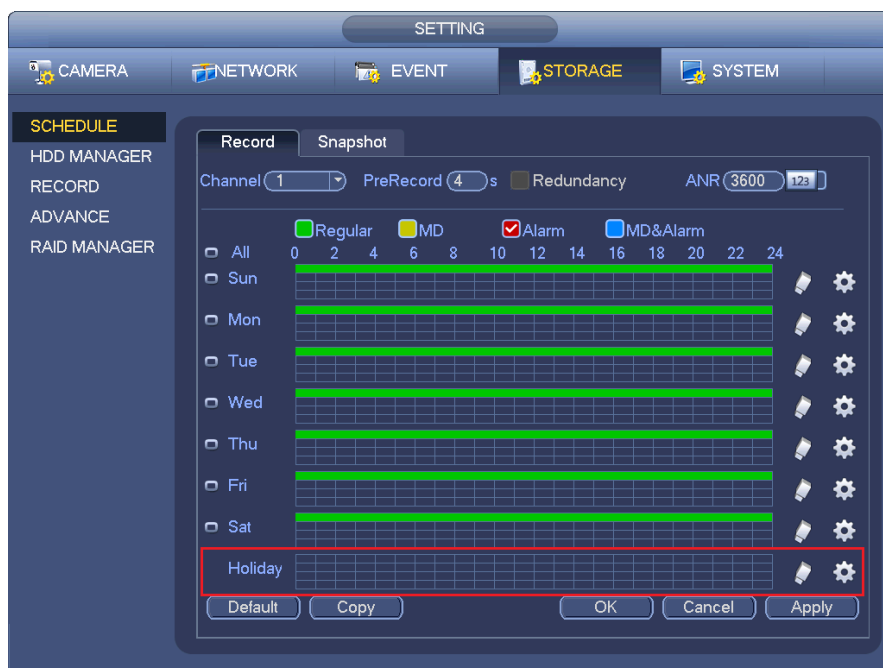 SETTING
CAMERA NETWORK EVENT STORAGE SYSTEM
SCHEDULE
HDD MANAGER
RECORD
ADVANCE
RAID MANAGER
Record Snapshot
Channel 1 PreRecord 4 s Redundancy ANR 3600 123
Regular MD Alarm MD&Alarm
All 0 2 4 6 8 10 12 14 16 18 20 22 24
Sun
Mon
Tue
Wed
Thu
Fri
Sat
Holiday
Default Copy OK Cancel Apply